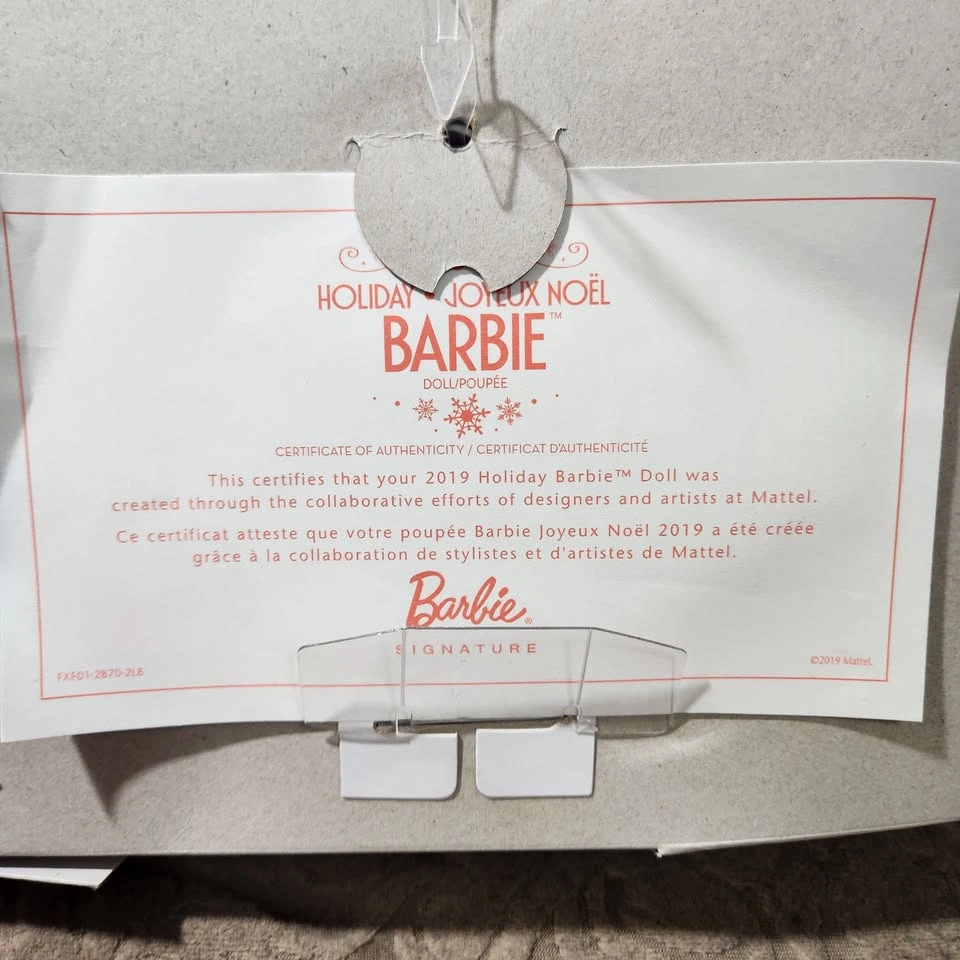 HOLIDAY • JOYEUX NOËL
BARBIE™
DOLL/POUPÉE
CERTIFICATE OF AUTHENTICITY / CERTIFICAT D'AUTHENTICITÉ
This certifies that your 2019 Holiday Barbie™ Doll was
created through the collaborative efforts of designers and artists at Mattel.
Ce certificat atteste que votre poupée Barbie Joyeux Noël 2019 a été créée
grâce à la collaboration de stylistes et d'artistes de Mattel.
Barbie®
SIGNATURE
FXF01-2B70-2LB
©2019 Mattel.